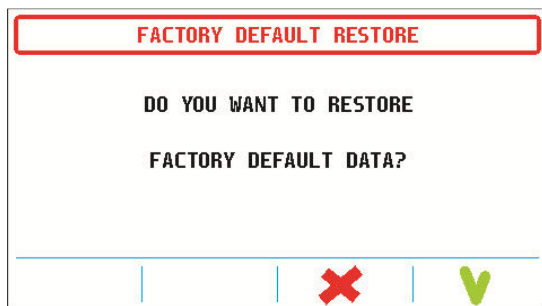 FACTORY DEFAULT RESTORE
DO YOU WANT TO RESTORE
FACTORY DEFAULT DATA?